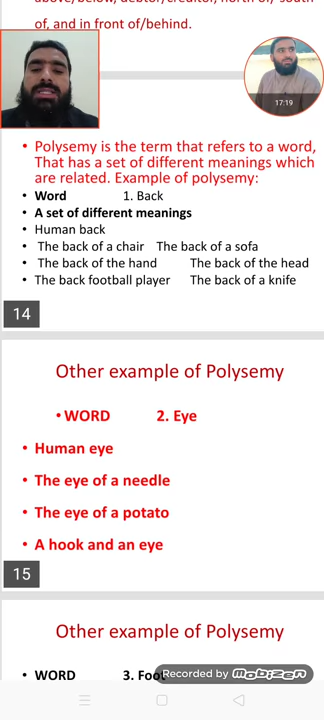 above/below, debtor/creditor, north of/ south
of, and in front of/behind.
17:19
• Polysemy is the term that refers to a word,
That has a set of different meanings which
are related. Example of polysemy:
• Word 1. Back
• A set of different meanings
• Human back
• The back of a chair The back of a sofa
• The back of the hand The back of the head
• The back football player The back of a knife
14
Other example of Polysemy
• WORD 2. Eye
• Human eye
• The eye of a needle
• The eye of a potato
• A hook and an eye
15
Other example of Polysemy
• WORD 3. Foot
Recorded by mobizen